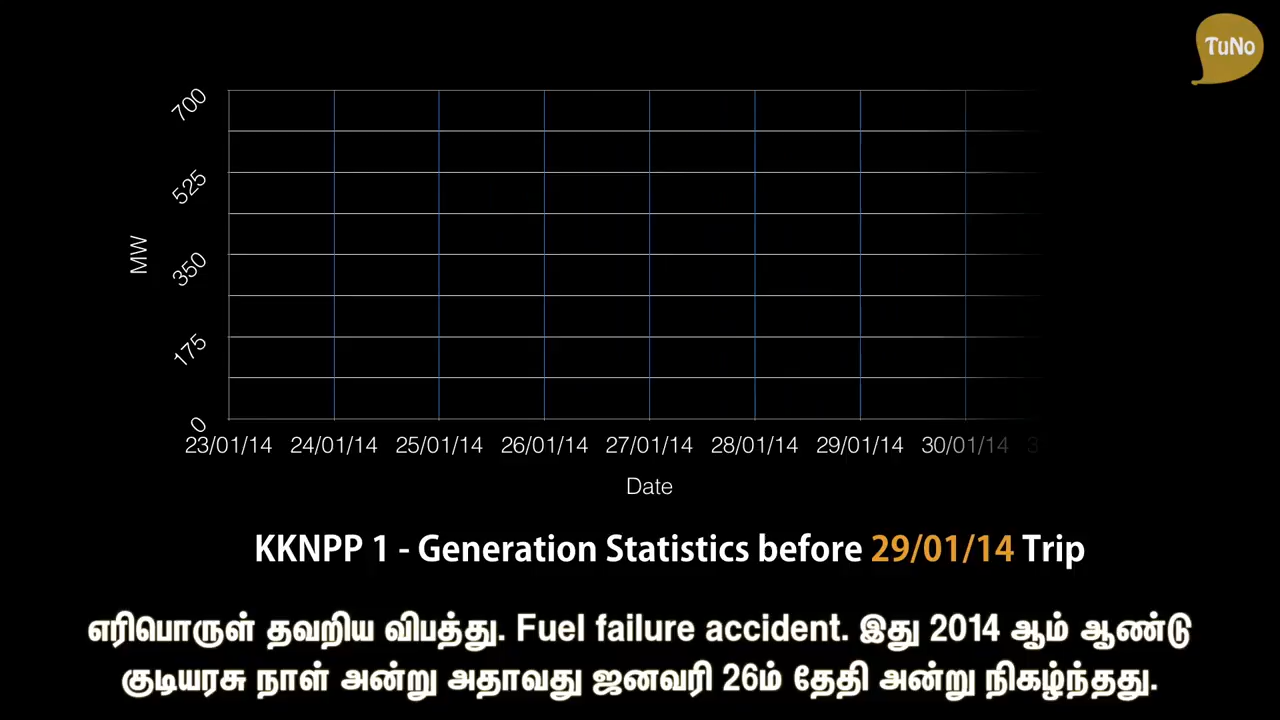 TuNo
700
525
350
175
0
MW
23/01/14 24/01/14 25/01/14 26/01/14 27/01/14 28/01/14 29/01/14 30/01/14 3
Date
KKNPP 1 - Generation Statistics before 29/01/14 Trip
எரிபொருள் தவறிய விபத்து. Fuel failure accident. இது 2014 ஆம் ஆண்டு
குடியரசு நாள் அன்று அதாவது ஜனவரி 26ம் தேதி அன்று நிகழ்ந்தது.